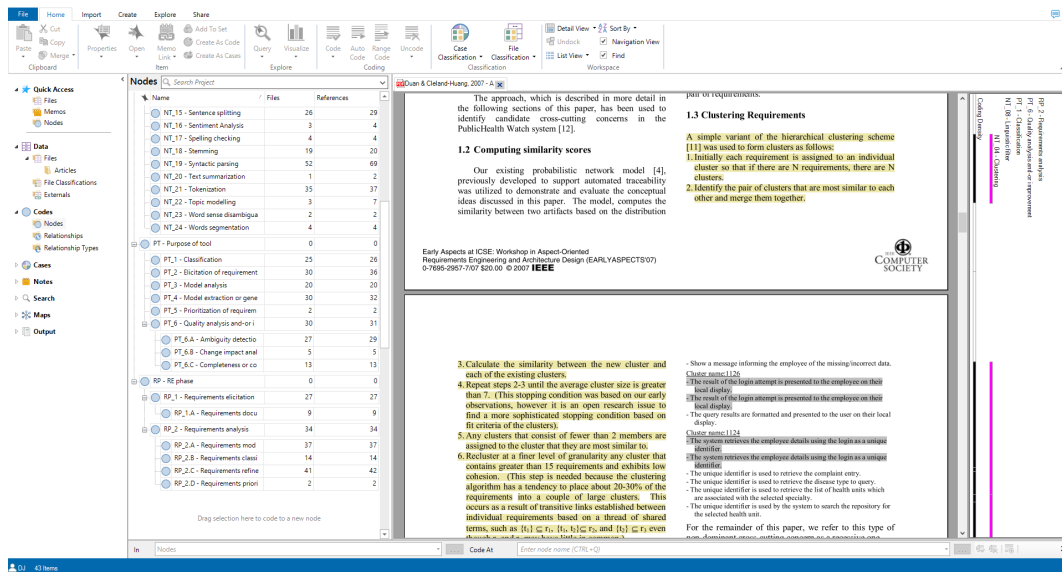 File Home Import Create Explore Share
Cut
Copy
Paste Merge
Clipboard
Properties
Open
Memo Link
Add To Set
Create As Code
Create As Cases
Item
Query
Visualize
Explore
Code
Auto Code
Range Code
Uncode
Coding
Case Classification
File Classification
Classification
Detail View
Sort By
Undock
Navigation View
List View
Find
Workspace
Quick Access
Files
Memos
Nodes
Data
Files
Articles
File Classifications
Externals
Codes
Nodes
Relationships
Relationship Types
Cases
Notes
Search
Maps
Output
Nodes Search Project
Name Files References
NT_15 - Sentence splitting 29 29
NT_16 - Sentiment Analysis 3 4
NT_17 - Spelling checking 4 4
NT_18 - Stemming 19 20
NT_19 - Syntactic parsing 52 69
NT_20 - Text summarization 1 2
NT_21 - Tokenization 35 37
NT_22 - Topic modelling 3 7
NT_23 - Word sense disambigua 2 2
NT_24 - Words segmentation 4 4
PT - Purpose of tool 0 0
PT_1 - Classification 25 26
PT_2 - Elicitation of requirement 30 36
PT_3 - Model analysis 20 20
PT_4 - Model extraction or gene 30 32
PT_5 - Prioritization of requirem 2 2
PT_6 - Quality analysis and-or i 30 31
PT_6.A - Ambiguity detectio 27 29
PT_6.B - Change impact anal 5 5
PT_6.C - Completeness or co 13 13
RP - RE phase 0 0
RP_1 - Requirements elicitation 27 27
RP_1.A - Requirements docu 9 9
RP_2 - Requirements analysis 34 34
RP_2.A - Requirements mod 37 37
RP_2.B - Requirements classi 14 14
RP_2.C - Requirements refine 41 42
RP_2.D - Requirements priori 2 2
Drag selection here to code to a new node
Duan & Cleland-Huang, 2007 - A
The approach, which is described in more detail in
the following sections of this paper, has been used to
identify candidate cross-cutting concerns in the
PublicHealth Watch system [12].
1.2 Computing similarity scores
Our existing probabilistic network model [4],
previously developed to support automated traceability
was utilized to demonstrate and evaluate the conceptual
ideas discussed in this paper. The model, computes the
similarity between two artifacts based on the distribution
pair of requirements.
1.3 Clustering Requirements
A simple variant of the hierarchical clustering scheme
[11] was used to form clusters as follows:
1. Initially each requirement is assigned to an individual
cluster so that if there are N requirements, there are N
clusters.
2. Identify the pair of clusters that are most similar to each
other and merge them together.
Early Aspects at ICSE: Workshop in Aspect-Oriented
Requirements Engineering and Architecture Design (EARLYASPECTS'07)
0-7695-2957-7/07 $20.00 © 2007 IEEE
IEEE
COMPUTER
SOCIETY
3. Calculate the similarity between the new cluster and
each of the existing clusters.
4. Repeat steps 2-3 until the average cluster size is greater
than 7. (This stopping condition was based on our early
observations, however it is an open research issue to
find a more sophisticated stopping condition based on
fit criteria of the clusters).
5. Any clusters that consist of fewer than 2 members are
assigned to the cluster that they are most similar to.
6. Recluster at a finer level of granularity any cluster that
contains greater than 15 requirements and exhibits low
cohesion. (This step is needed because the clustering
algorithm has a tendency to place about 20-30% of the
requirements into a couple of large clusters. This
occurs as a result of transitive links established between
individual requirements based on a thread of shared
terms, such as {t1} ⊆ r1, {t1, t2}⊆ r2, and {t2} ⊆ r3 even
though r1 and r3 may have little in common.)
- Show a message informing the employee of the missing/incorrect data.
Cluster name:1126
- The result of the login attempt is presented to the employee on their
local display.
- The result of the login attempt is presented to the employee on their
local display.
- The query results are formatted and presented to the user on their local
display.
Cluster name:1124
- The system retrieves the employee details using the login as a unique
identifier.
- The system retrieves the employee details using the login as a unique
identifier.
- The unique identifier is used to retrieve the complaint entry.
- The unique identifier is used to retrieve the disease type to query.
- The unique identifier is used to retrieve the list of health units which
are associated with the selected specialty.
- The unique identifier is used by the system to search the repository for
the selected health unit.
For the remainder of this paper, we refer to this type of
non-dominant cross-cutting concern as a recessive one
RP_2 - Requirements analysis
PT_6 - Quality analysis and-or improvement
PT_1 - Classification
NT_08 - Linguistic filter
NT_04 - Clustering
Coding Density
In Nodes
Code At Enter node name (CTRL+Q)
DJ 43 Items